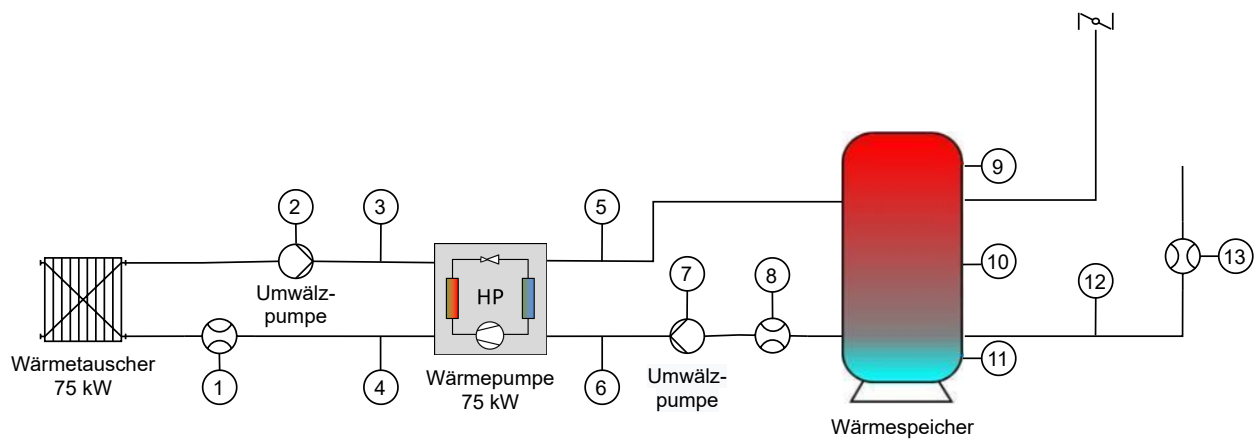 2
3
5
7
8
9
10
11
12
13
HP
Umwälz-
pumpe
Wärmetauscher
75 kW
1
4
Wärmepumpe
75 kW
6
Umwälz-
pumpe
Wärmespeicher